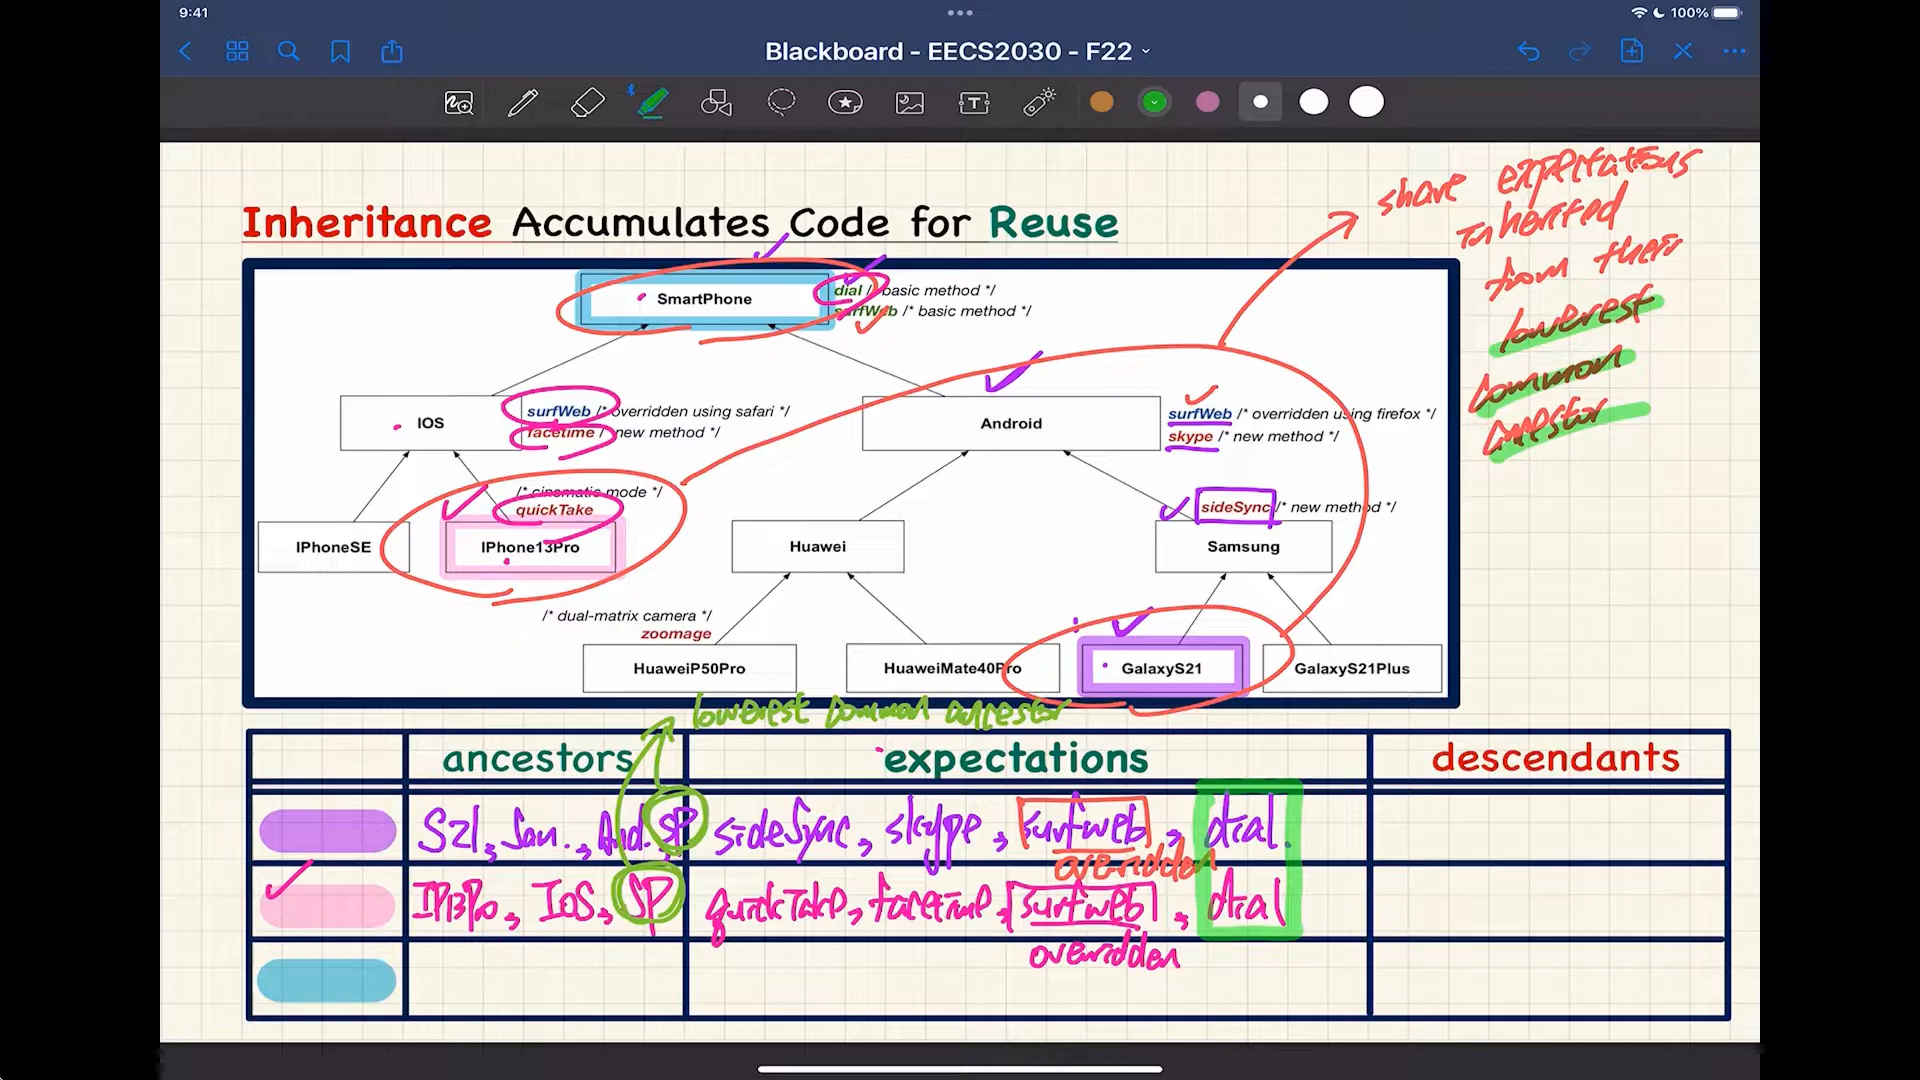 9:41
100%
Blackboard - EECS2030 - F22
share expectations
inherited
from their
lowerest
common
ancestor
Inheritance Accumulates Code for Reuse
SmartPhone
dial /* basic method */
surfWeb /* basic method */
IOS
surfWeb /* overridden using safari */
facetime /* new method */
Android
surfWeb /* overridden using firefox */
skype /* new method */
/* cinematic mode */
quickTake
sideSync /* new method */
IPhoneSE
IPhone13Pro
Huawei
Samsung
/* dual-matrix camera */
zoomage
HuaweiP50Pro
HuaweiMate40Pro
GalaxyS21
GalaxyS21Plus
lowerest common ancestor
ancestors expectations descendants
S21, Sam., And. SP sideSync, skype, surfweb, dial.
overridden
IP13Pro, IOS, SP quickTake, facetime, surfweb, dial
overridden